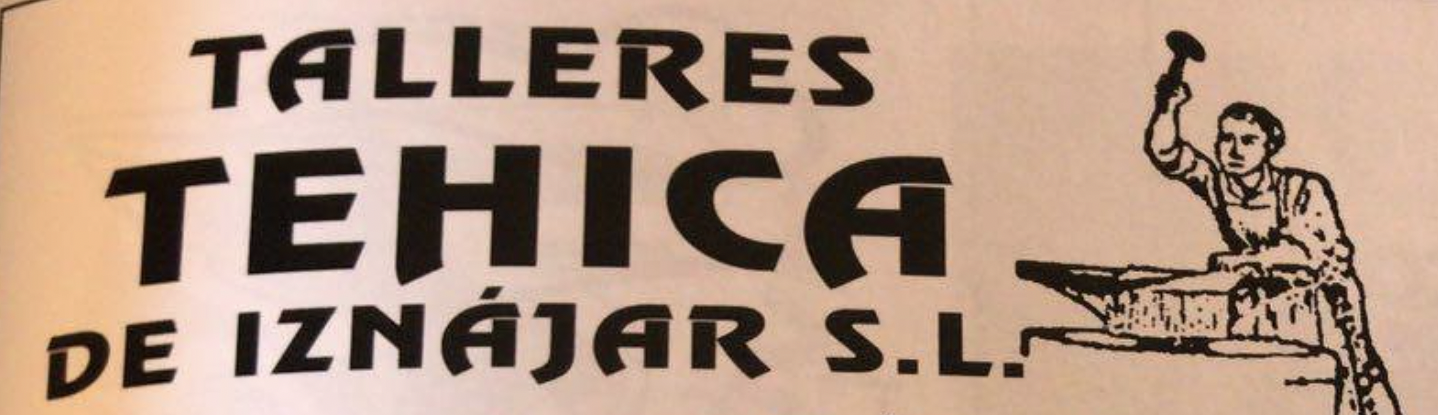 TALLERES
TEHICA
DE IZNÁJAR S.L.